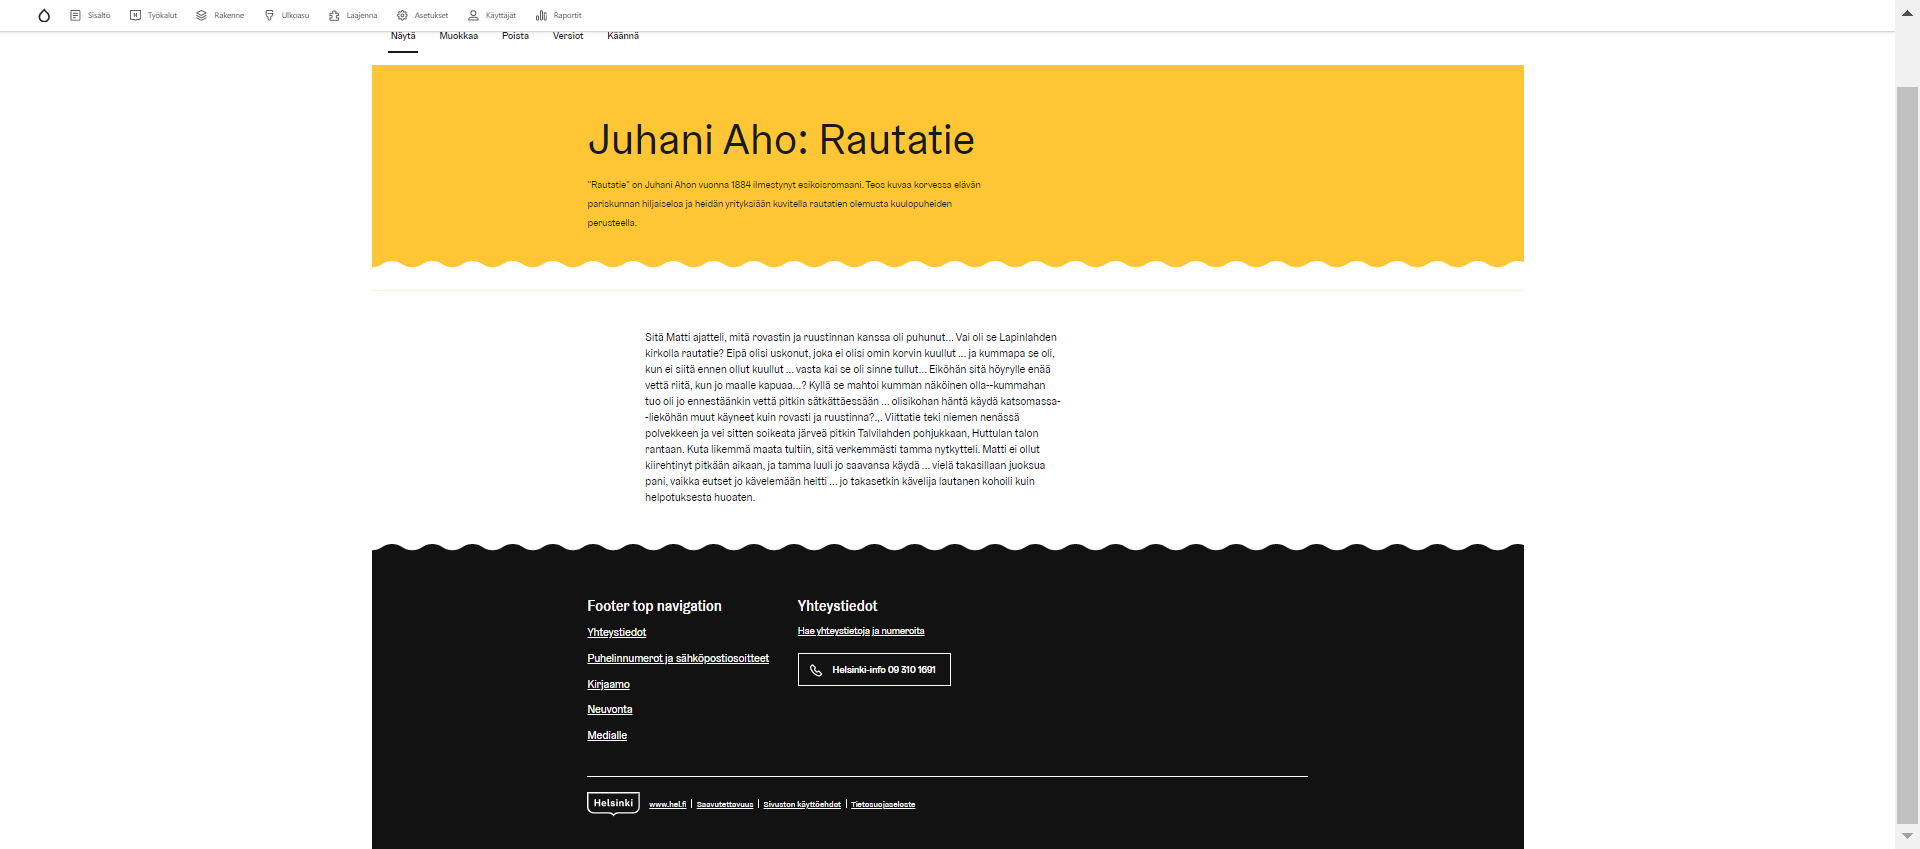 Sisältö Työkalut Rakenne Ulkoasu Laajenna Asetukset Käyttäjät Raportit
Näytä Muokkaa Poista Versiot Käännä
Juhani Aho: Rautatie
"Rautatie" on Juhani Ahon vuonna 1884 ilmestynyt esikoisromaani. Teos kuvaa korvessa elävän
pariskunnan hiljaiseloa ja heidän yrityksiään kuvitella rautatien olemusta kuulopuheiden
perusteella.
Sitä Matti ajatteli, mitä rovastin ja ruustinnan kanssa oli puhunut... Vai oli se Lapinlahden
kirkolla rautatie? Eipä olisi uskonut, joka ei olisi omin korvin kuullut ... ja kummapa se oli,
kun ei siitä ennen ollut kuullut ... vasta kai se oli sinne tullut... Eiköhän sitä höyrylle enää
vettä riitä, kun jo maalle kapuaa...? Kyllä se mahtoi kumman näköinen olla--kummahan
tuo oli jo ennestäänkin vettä pitkin sätkättäessään ... olisikohan häntä käydä katsomassa-
-lieköhän muut käyneet kuin rovasti ja ruustinna?.,. Viittatie teki niemen nenässä
polvekkeen ja vei sitten soikeata järveä pitkin Talvilahden pohjukkaan, Huttulan talon
rantaan. Kuta likemmä maata tultiin, sitä verkemmästi tamma nytkytteli. Matti ei ollut
kiirehtinyt pitkään aikaan, ja tamma luuli jo saavansa käydä ... vielä takasillaan juoksua
pani, vaikka eutset jo kävelemään heitti ... jo takasetkin kävelijä lautanen kohoili kuin
helpotuksesta huoaten.
Footer top navigation
Yhteystiedot
Puhelinnumerot ja sähköpostiosoitteet
Kirjaamo
Neuvonta
Medialle
Yhteystiedot
Hae yhteystietoja ja numeroita
Helsinki-info 09 310 1691
Helsinki www.hel.fi | Saavutettavuus | Sivuston käyttöehdot | Tietosuojaseloste